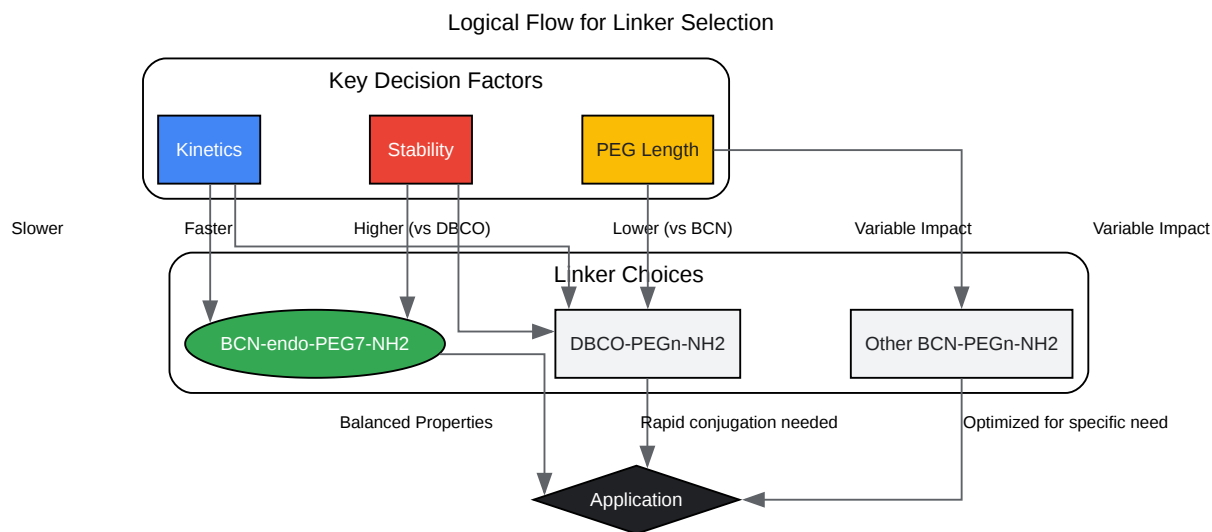 Logical Flow for Linker Selection
Key Decision Factors
Kinetics
Stability
PEG Length
Slower
Faster
Higher (vs DBCO)
Lower (vs BCN)
Variable Impact
Variable Impact
Linker Choices
BCN-endo-PEG7-NH2
DBCO-PEGn-NH2
Other BCN-PEGn-NH2
Balanced Properties
Rapid conjugation needed
Optimized for specific need
Application